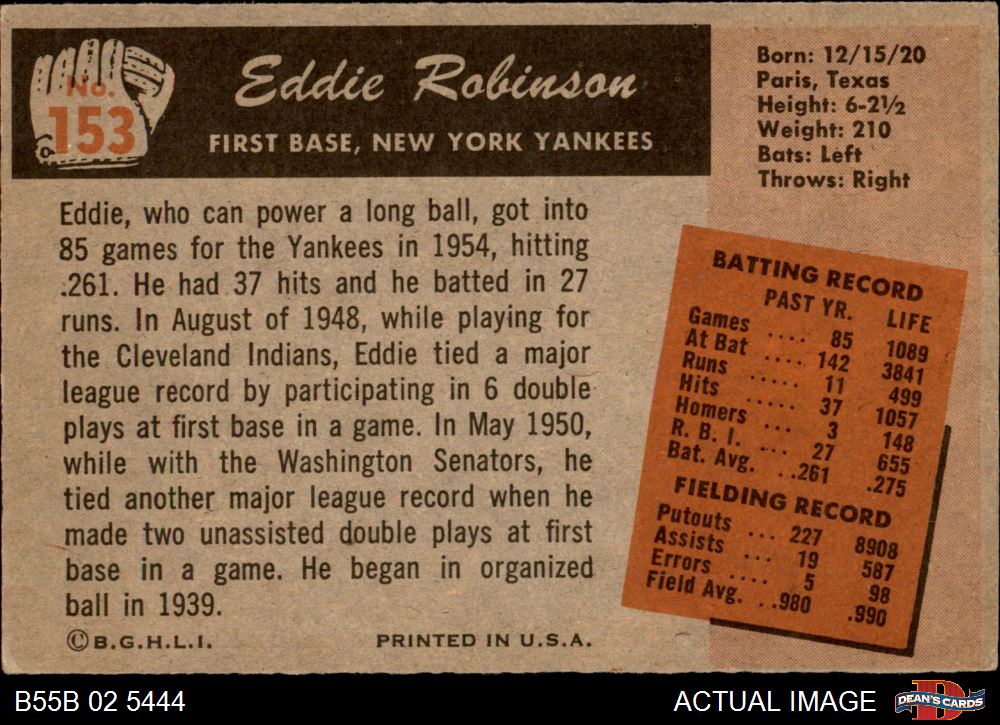 No.
153
Eddie Robinson
FIRST BASE, NEW YORK YANKEES
Born: 12/15/20
Paris, Texas
Height: 6-2½
Weight: 210
Bats: Left
Throws: Right
Eddie, who can power a long ball, got into
85 games for the Yankees in 1954, hitting
.261. He had 37 hits and he batted in 27
runs. In August of 1948, while playing for
the Cleveland Indians, Eddie tied a major
league record by participating in 6 double
plays at first base in a game. In May 1950,
while with the Washington Senators, he
tied another major league record when he
made two unassisted double plays at first
base in a game. He began in organized
ball in 1939.
©B.G.H.L.I.
PRINTED IN U.S.A.
BATTING RECORD
PAST YR. LIFE
Games .... 85 1089
At Bat .... 142 3841
Runs ..... 11 499
Hits ..... 37 1057
Homers ... 3 148
R. B. I. ... 27 655
Bat. Avg. ..261 .275
FIELDING RECORD
Putouts ... 227 8908
Assists ... 19 587
Errors .... 5 98
Field Avg. ..980 .990
B55B 02 5444
ACTUAL IMAGE
DEAN'S CARDS